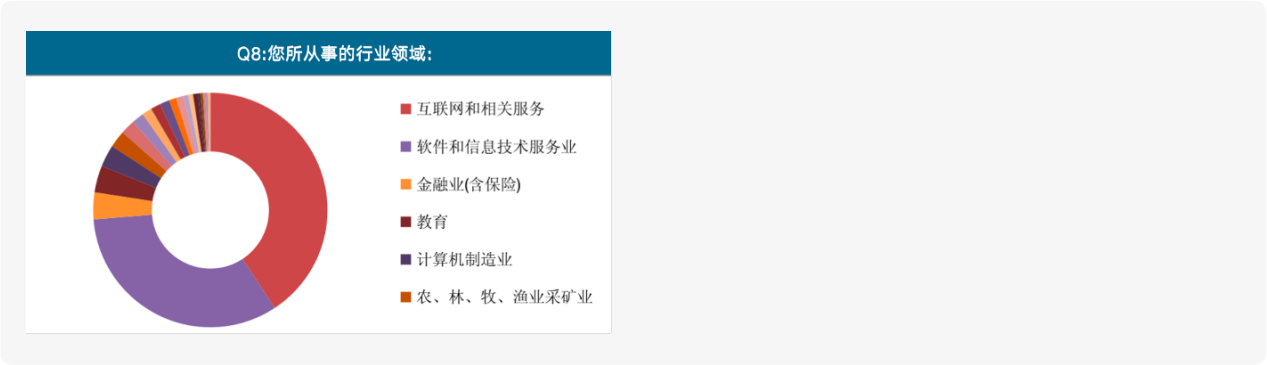 Q8:您所从事的行业领域:
互联网和相关服务
软件和信息技术服务业
金融业(含保险)
教育
计算机制造业
农、林、牧、渔业采矿业